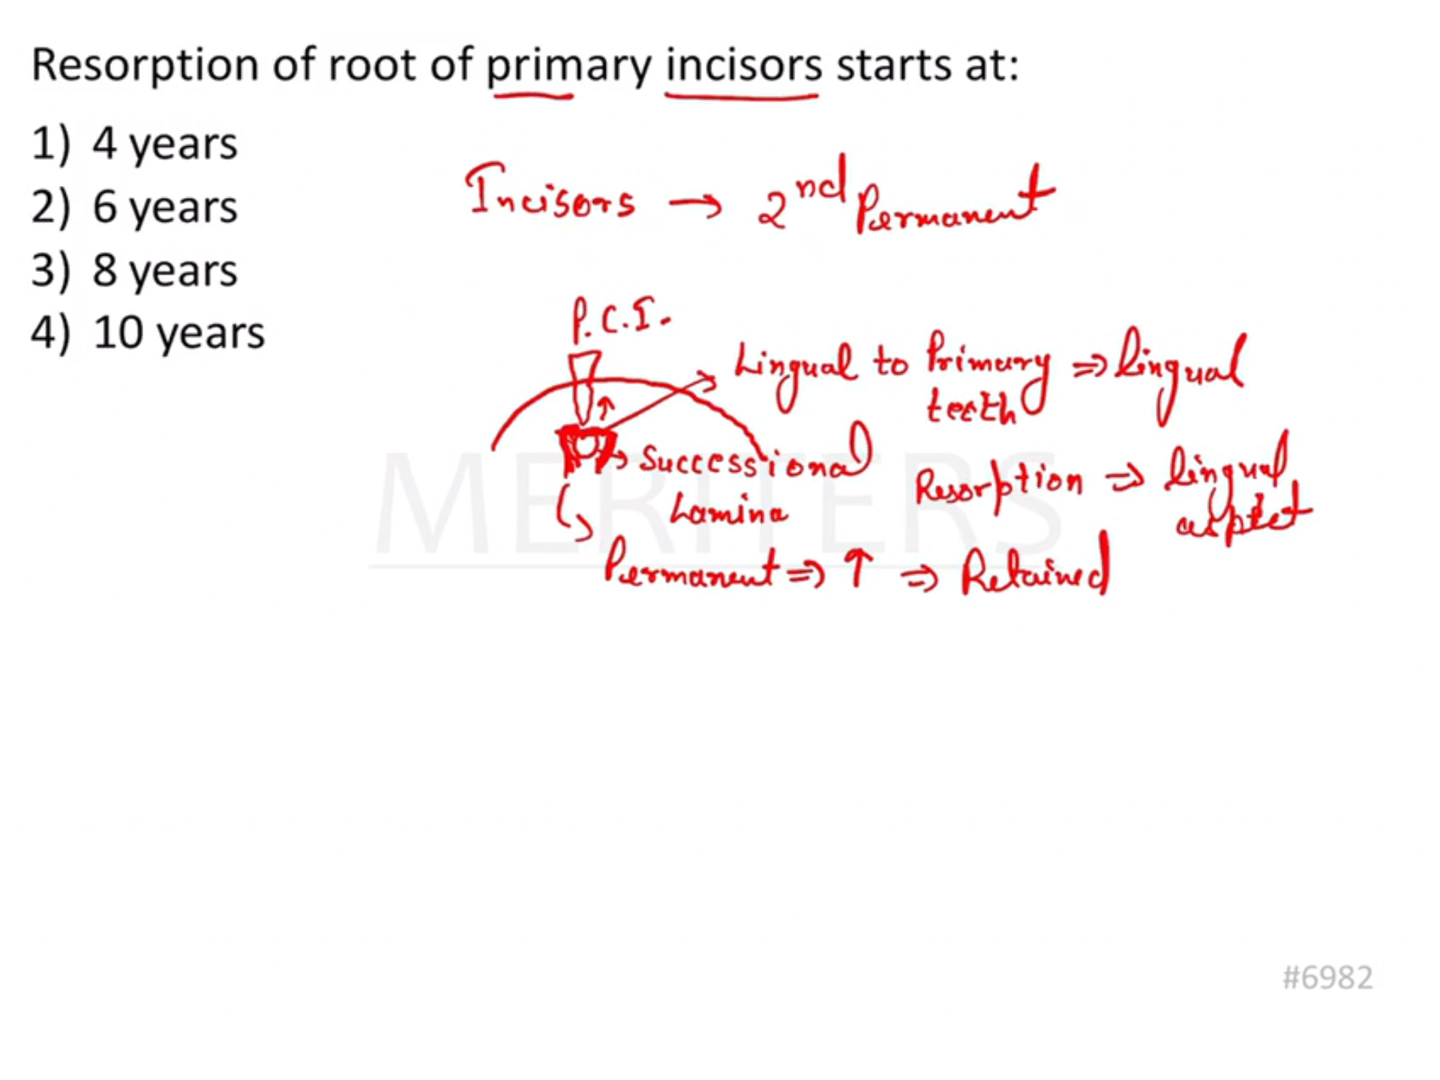 Resorption of root of primary incisors starts at:
1) 4 years
2) 6 years
3) 8 years
4) 10 years
Incisors → 2nd Permanent
P.C.I.
Lingual to Primary teeth ⇒ lingual
Successional Lamina
Resorption ⇒ lingual aspect
Permanent ⇒ ↑ ⇒ Retained
MERITERS
#6982